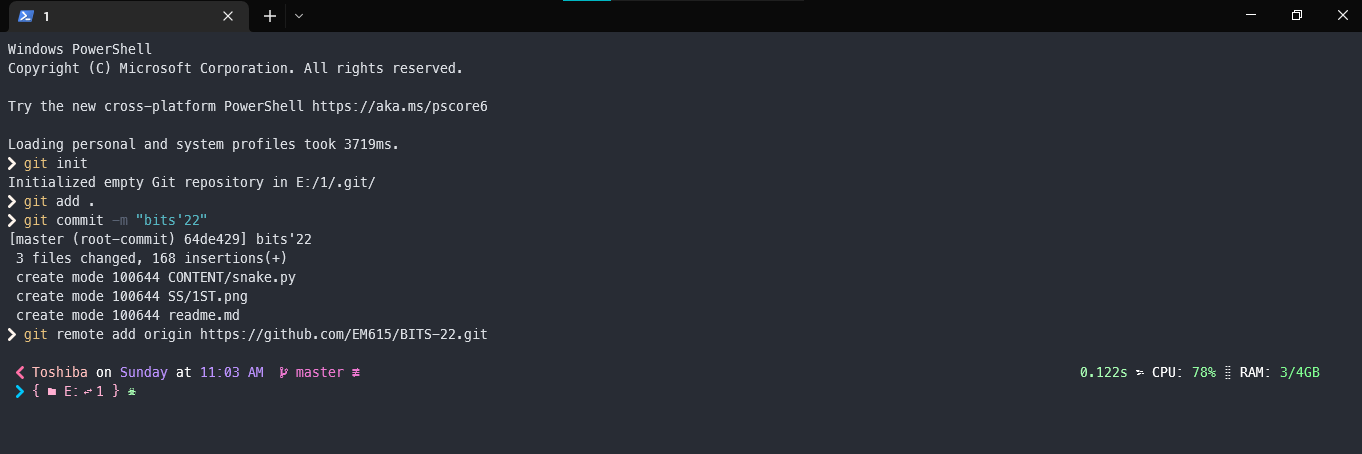 1
Windows PowerShell
Copyright (C) Microsoft Corporation. All rights reserved.
Try the new cross-platform PowerShell https://aka.ms/pscore6
Loading personal and system profiles took 3719ms.
❯ git init
Initialized empty Git repository in E:/1/.git/
❯ git add .
❯ git commit -m "bits'22"
[master (root-commit) 64de429] bits'22
 3 files changed, 168 insertions(+)
 create mode 100644 CONTENT/snake.py
 create mode 100644 SS/1ST.png
 create mode 100644 readme.md
❯ git remote add origin https://github.com/EM615/BITS-22.git
❮ Toshiba on Sunday at 11:03 AM master ≢ 0.122s CPU: 78% RAM: 3/4GB
❯ { E: 1 }